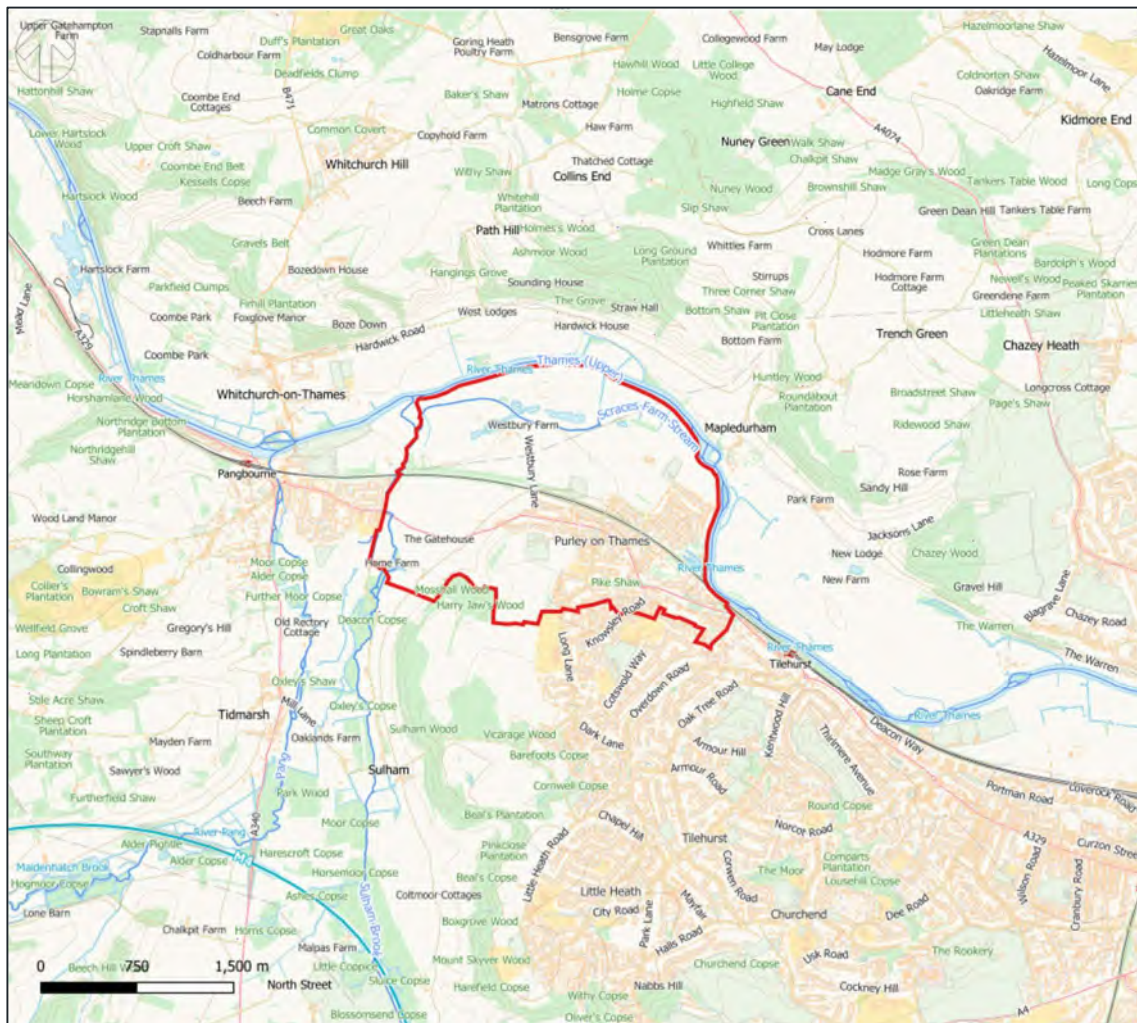 Upper Gatehampton
Farm
Stapnalls Farm
Coldharbour Farm
Duff's Plantation
Great Oaks
Deadfields Clump
Goring Heath
Poultry Farm
Bensgrove Farm
Hawhill Wood
Collegewood Farm
Little College
Wood
May Lodge
Hazelmoorlane Shaw
Hazelmoor Lane
Hattonhill Shaw
Coombe End
Cottages
B471
Baker's Shaw
Matrons Cottage
Holme Copse
Highfield Shaw
Cane End
Coldnorton Shaw
Oakridge Farm
Kidmore End
Lower Hartslock
Wood
Upper Croft Shaw
Common Covert
Copyhold Farm
Haw Farm
A4074
Nuney Green
Walk Shaw
Chalkpit Shaw
Coombe End Belt
Kessells Copse
Whitchurch Hill
Withy Shaw
Thatched Cottage
Collins End
Madge Gray's Wood
Tankers Table Wood
Hartslock Wood
Beech Farm
Whitehill
Plantation
Nuney Wood
Brownshill Shaw
Long Cops
Slip Shaw
Green Dean Hill
Tankers Table Farm
Gravels Belt
Path Hill
Holmes's Wood
Ashmoor Wood
Long Ground
Plantation
Whittles Farm
Cross Lanes
Hodmore Farm
Green Dean
Plantations
Bardolph's Wood
Hartslock Farm
Bozedown House
Hangings Grove
Sounding House
Stirrups
Hodmore Farm
Cottage
Newell's Wood
Peaked Skarmes
Plantation
Parkfield Clumps
Firhill Plantation
The Grove
Three Corner Shaw
Greendene Farm
Coombe Park
Foxglove Manor
Boze Down
West Lodges
Straw Hall
Bottom Shaw
Pit Close
Plantation
Littleheath Shaw
A329
Hardwick Road
Hardwick House
Bottom Farm
Trench Green
Chazey Heath
Coombe Park
River Thames
River Thames
Thames (Upper)
Meandown Copse
Horshamlane Wood
Whitchurch-on-Thames
Huntley Wood
Broadstreet Shaw
Longcross Cottage
Northridge Bottom
Plantation
Roundabout
Plantation
Page's Shaw
Scraces-Farm-Stream
Westbury Farm
Mapledurham
Ridewood Shaw
Northridgehill
Shaw
Westbury Lane
Pangbourne
Rose Farm
Sandy Hill
Wood Land Manor
Park Farm
Jacksons Lane
The Gatehouse
Purley on Thames
New Lodge
Chazey Wood
Collingwood
Moor Copse
Alder Copse
Home Farm
River Thames
New Farm
Collier's
Plantation
Bowram's Shaw
Further Moor Copse
Mosshall Wood
Pike Shaw
Gravel Hill
Blagrave Lane
Croft Shaw
Harry Jaw's Wood
Chazey Road
Wellfield Grove
Gregory's Hill
Old Rectory
Cottage
Deacon Copse
Knowsley Road
The Warren
Long Plantation
Spindleberry Barn
Long Lane
River Thames
The Warren
Tilehurst
Cotswold Way
Overdown Road
Oxley's Shaw
Stile Acre Shaw
Mill Lane
Oxley's Copse
Oak Tree Road
Kentwood Hill
River Thames
Sheep Croft
Plantation
Tidmarsh
Deacon Way
Mayden Farm
Oaklands Farm
Sulham Wood
Vicarage Wood
Dark Lane
Thirlmere Avenue
Southway
Plantation
Barefoots Copse
Armour Hill
Sawyer's Wood
Pang
Sulham
Armour Road
Loverock Road
Furtherfield Shaw
Park Wood
Cornwell Copse
Portman Road
A340
Moor Copse
Beal's Plantation
Round Copse
River Pang
Chapel Hill
Norcot Road
A329
Curzon Street
Alder Pightle
M4
Harescroft Copse
Pinkclose
Plantation
Little Heath Road
Tilehurst
Maidenhatch Brook
Alder Copse
Horsemoor Copse
Comparts
Plantation
Wilson Road
Hogmoor Copse
Beal's Copse
The Moor
Lousehill Copse
Ashes Copse
Coltmoor Cottages
Corwen Road
Cranbury Road
Little Heath
Lone Barn
Mayfair
Dee Road
Sulham-Brook
Boxgrove Wood
City Road
Park Lane
Churchend
Chalkpit Farm
Horns Copse
Halls Road
Malpas Farm
Usk Road
The Rookery
0 750 1,500 m
Beech Hill W
Little Coppice
Mount Skyver Wood
Churchend Copse
North Street
Sluice Copse
Harefield Copse
Nabbs Hill
Cockney Hill
Withy Copse
A4
Blossomsend Copse
Oliver's Copse